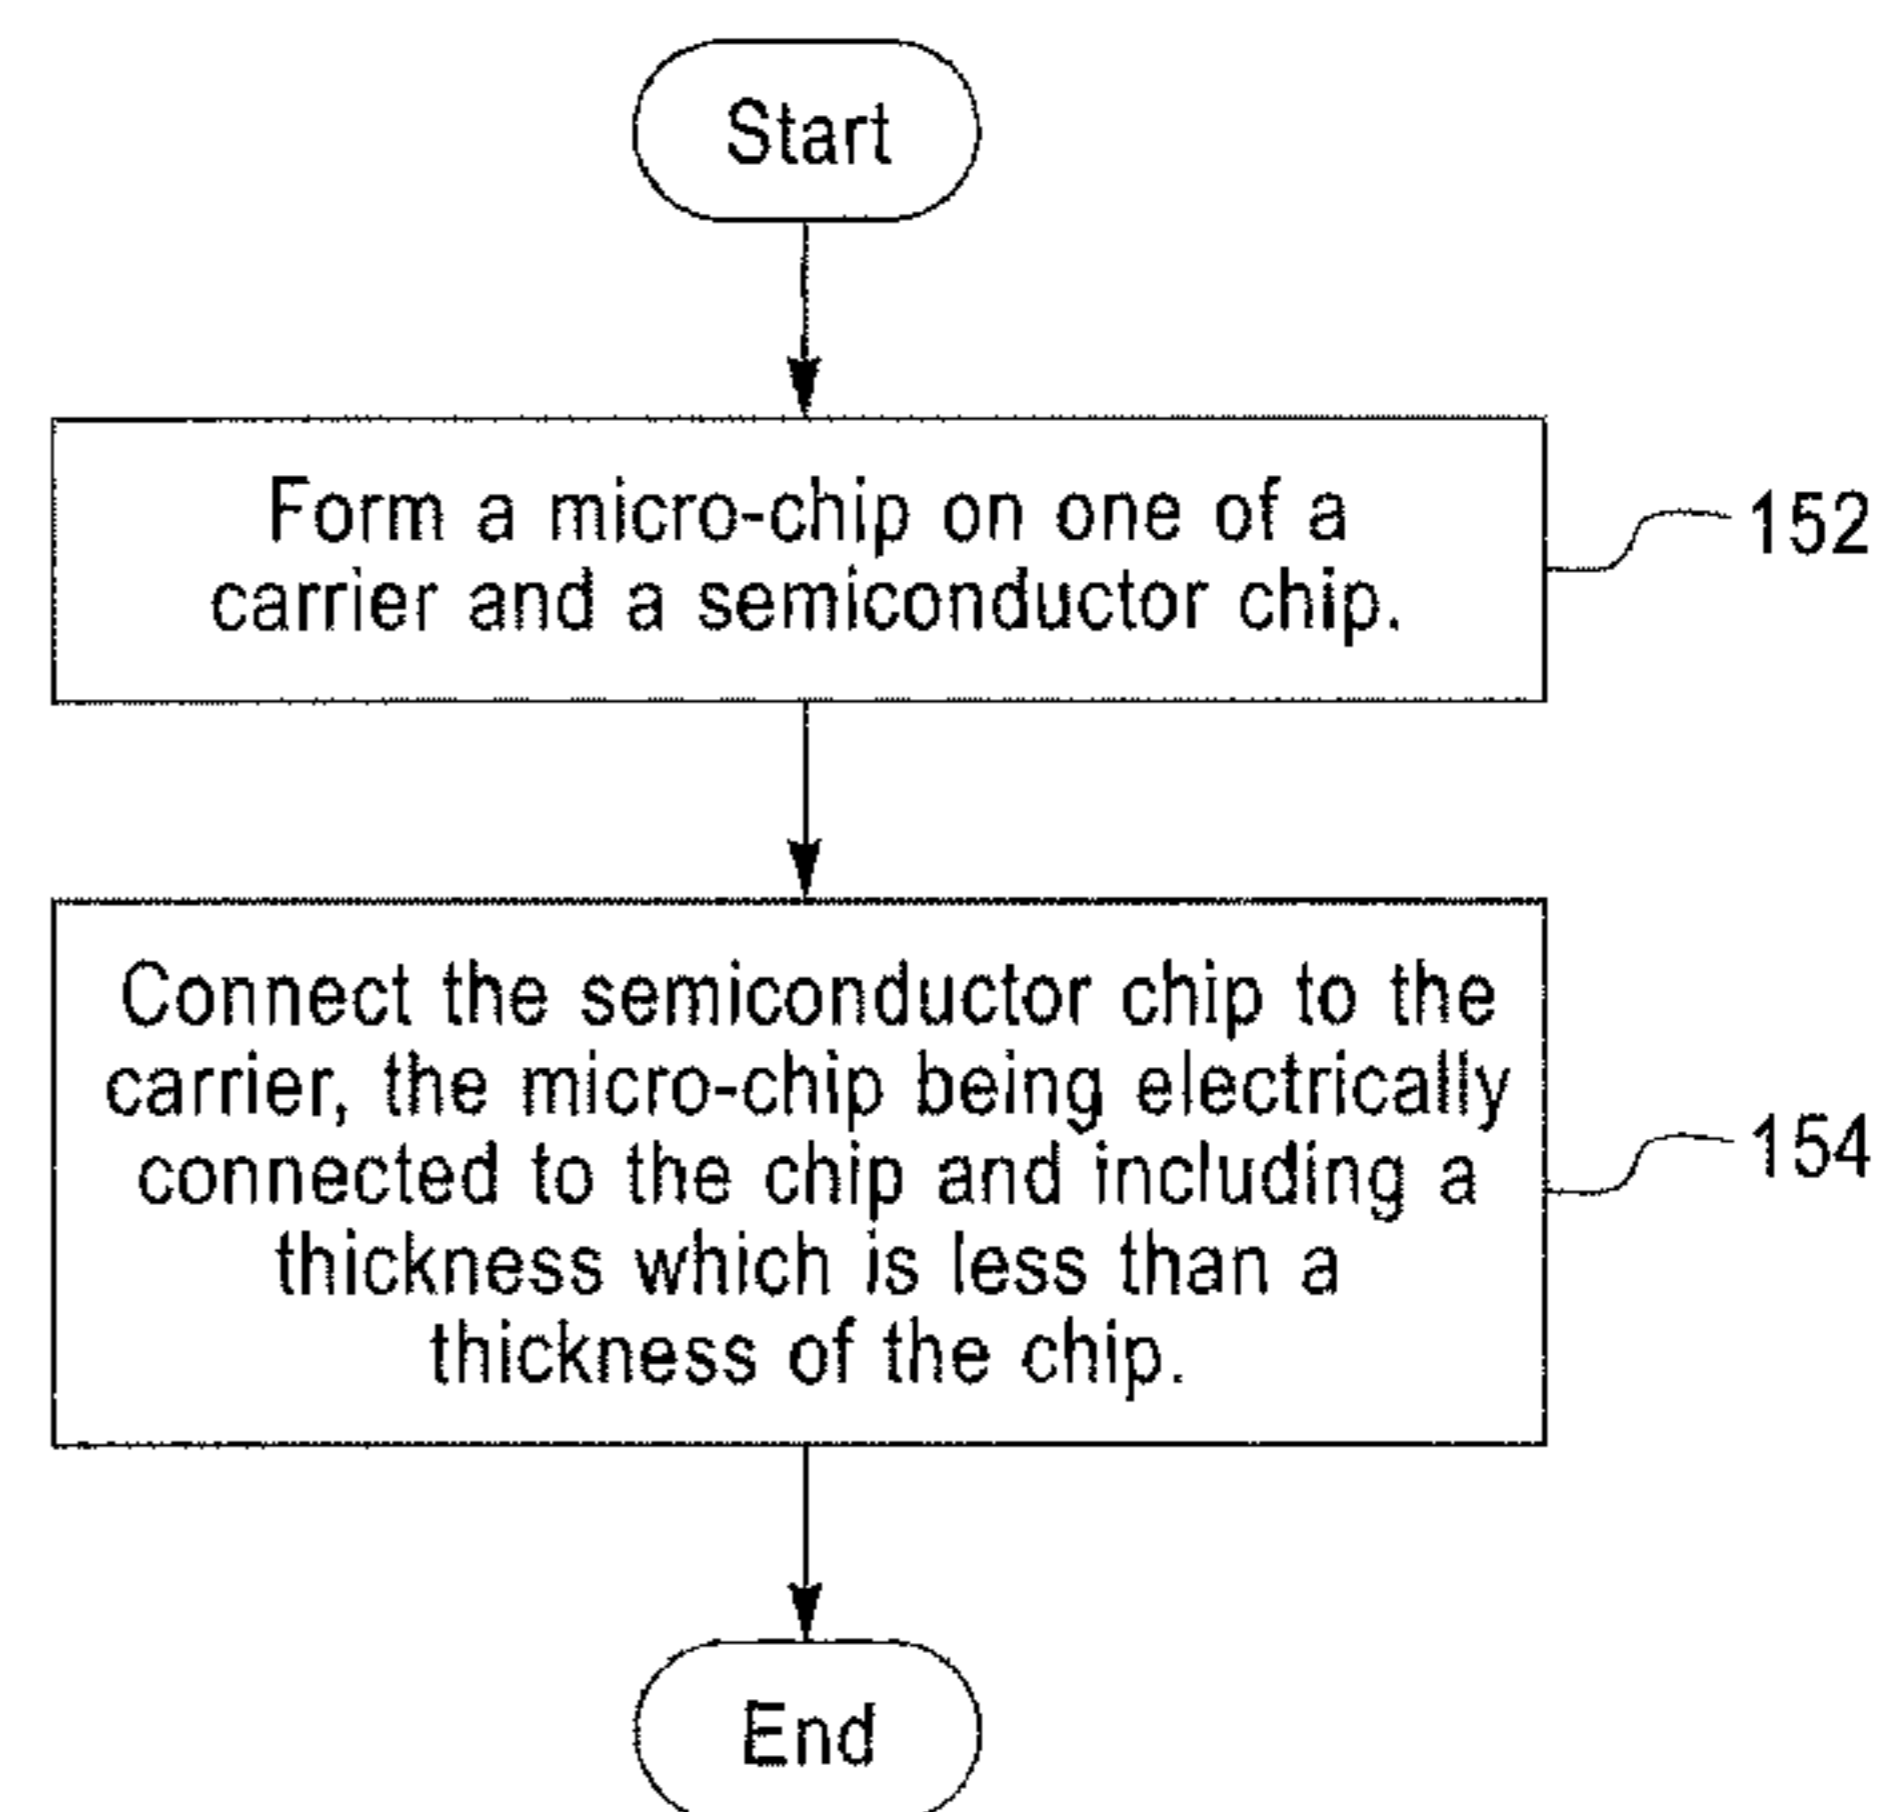 Start
Form a micro-chip on one of a
carrier and a semiconductor chip.
152
Connect the semiconductor chip to the
carrier, the micro-chip being electrically
connected to the chip and including a
thickness which is less than a
thickness of the chip.
154
End